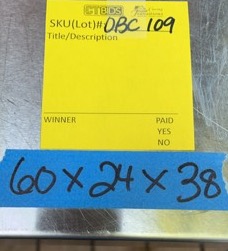 CTBIDS
SKU(Lot)#: OBC 109
Title/Description
WINNER PAID
YES
NO
60 x 24 x 38